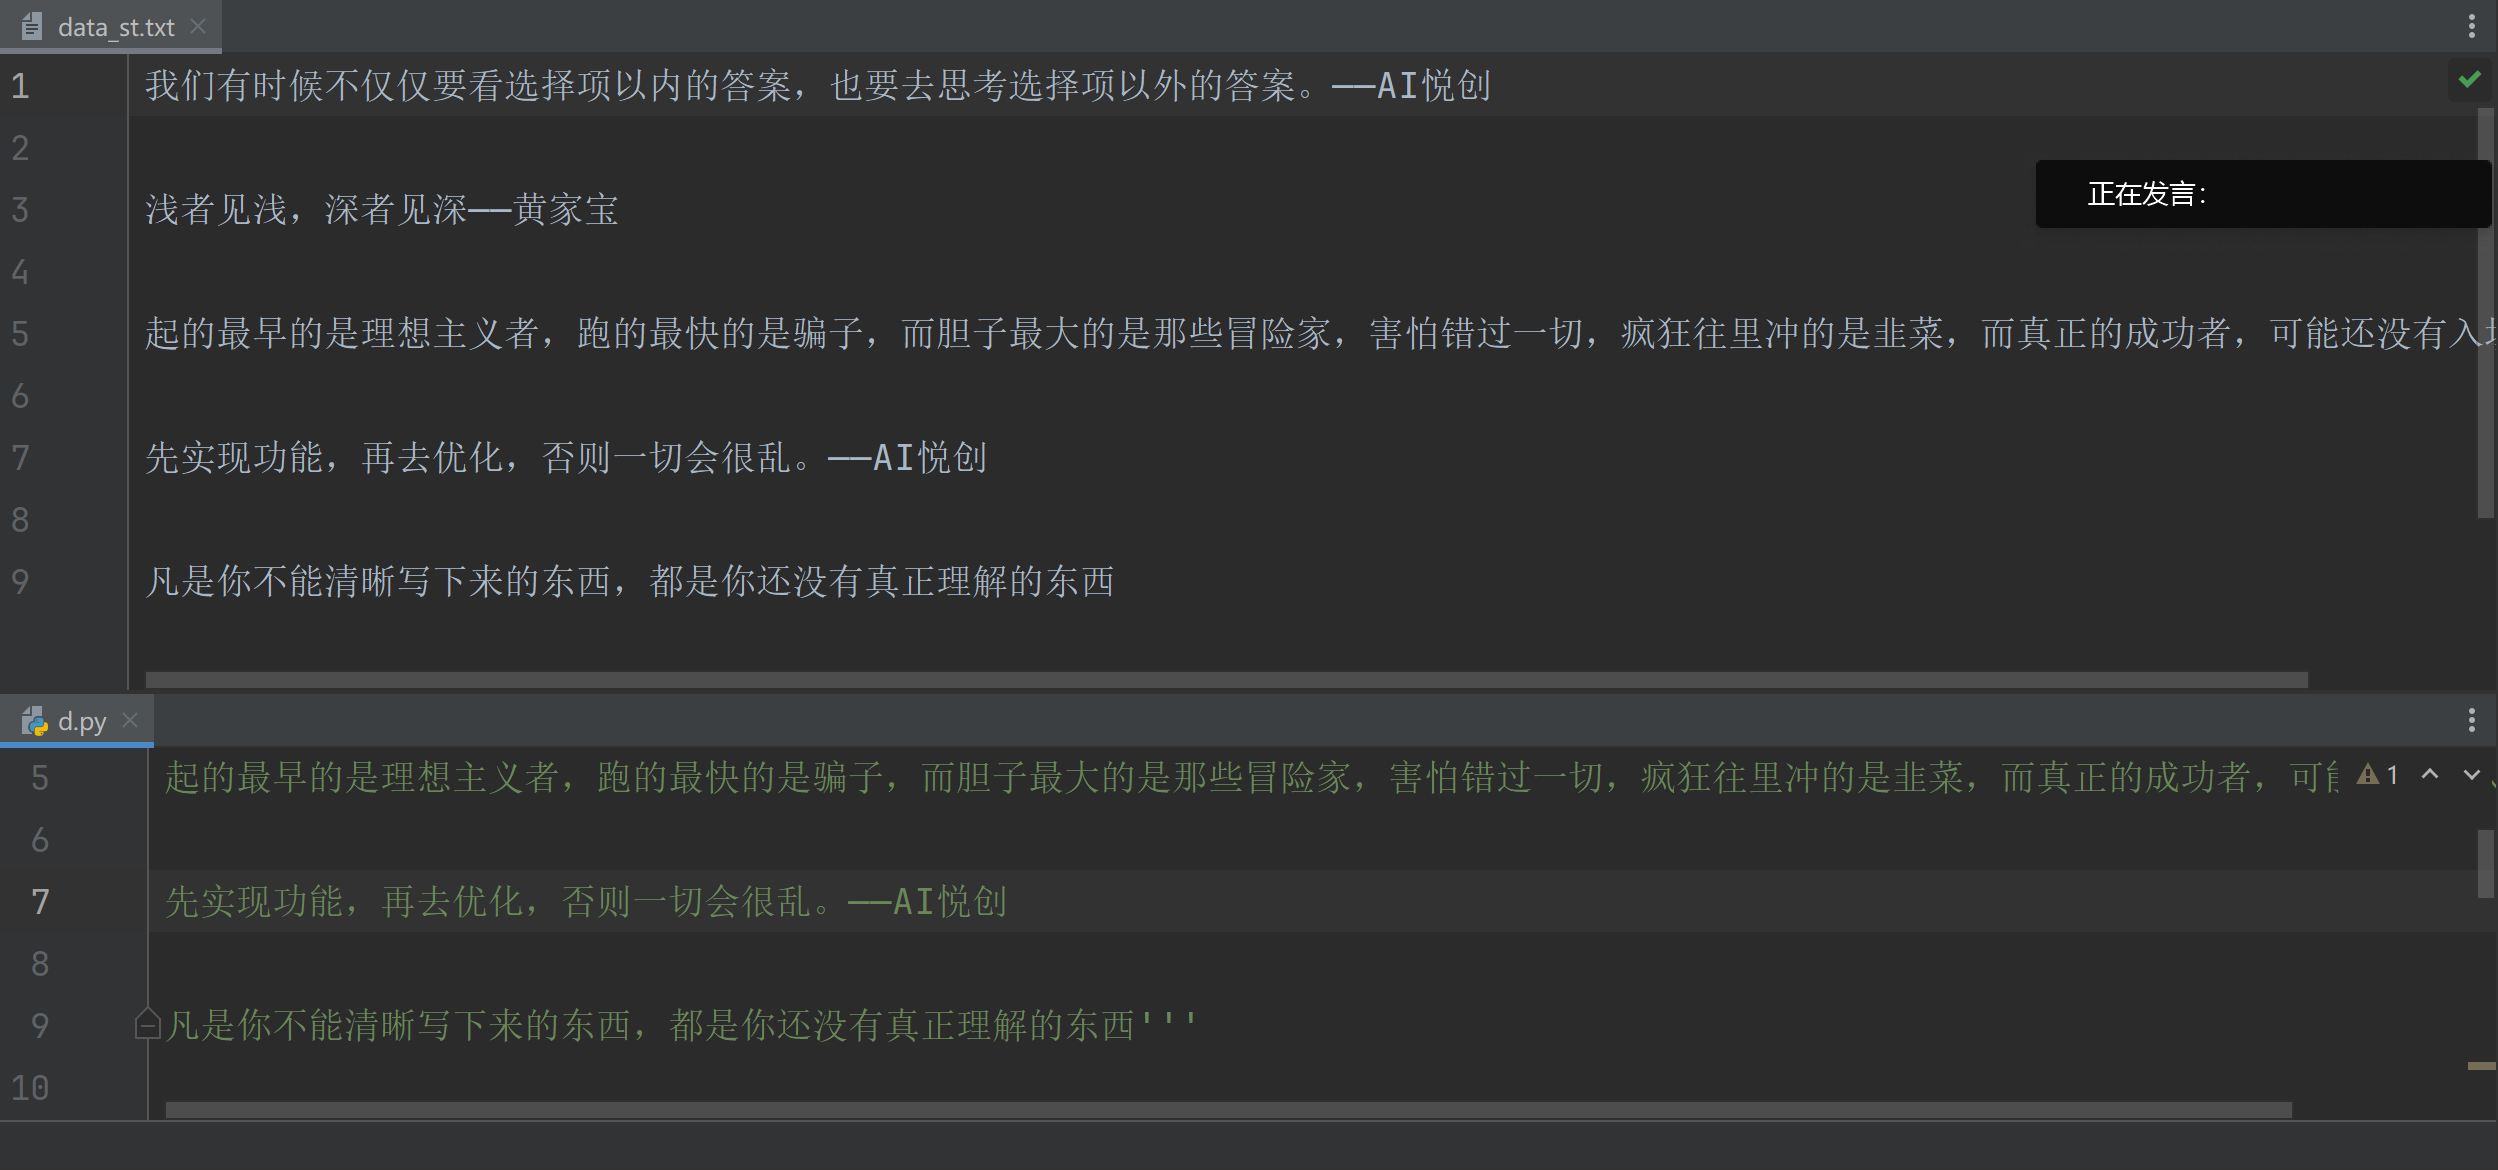 data_st.txt
1 我们有时候不仅仅要看选择项以内的答案，也要去思考选择项以外的答案。——AI悦创
2
正在发言：
3 浅者见浅，深者见深——黄家宝
4
5 起的最早的是理想主义者，跑的最快的是骗子，而胆子最大的是那些冒险家，害怕错过一切，疯狂往里冲的是韭菜，而真正的成功者，可能还没有入
6
7 先实现功能，再去优化，否则一切会很乱。——AI悦创
8
9 凡是你不能清晰写下来的东西，都是你还没有真正理解的东西
d.py
5 起的最早的是理想主义者，跑的最快的是骗子，而胆子最大的是那些冒险家，害怕错过一切，疯狂往里冲的是韭菜，而真正的成功者，可 1
6
7 先实现功能，再去优化，否则一切会很乱。——AI悦创
8
9 凡是你不能清晰写下来的东西，都是你还没有真正理解的东西'''
10